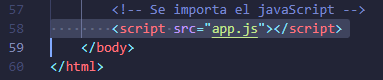 57 <!-- Se importa el javaScript -->
58 <script src="app.js"></script>
59 </body>
60 </html>